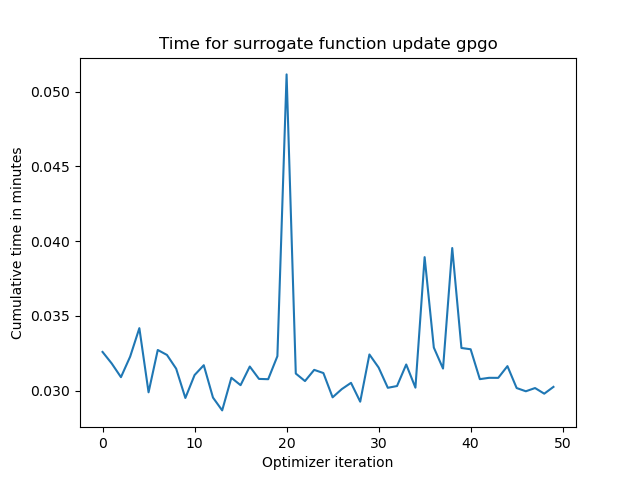 Time for surrogate function update gpgo
Cumulative time in minutes
0.050
0.045
0.040
0.035
0.030
0 10 20 30 40 50
Optimizer iteration